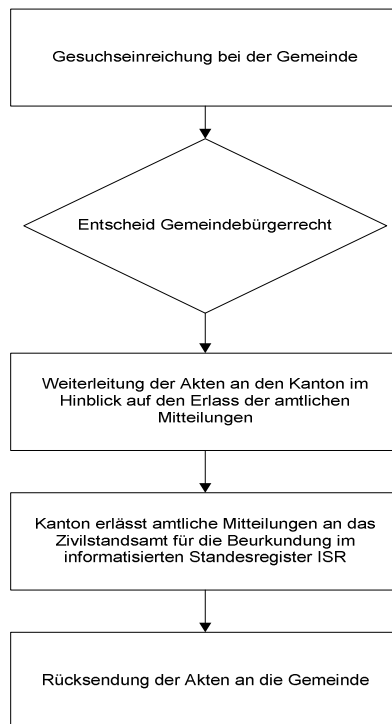 Gesuchseinreichung bei der Gemeinde
Entscheid Gemeindebürgerrecht
Weiterleitung der Akten an den Kanton im
Hinblick auf den Erlass der amtlichen
Mitteilungen
Kanton erlässt amtliche Mitteilungen an das
Zivilstandsamt für die Beurkundung im
informatisierten Standesregister ISR
Rücksendung der Akten an die Gemeinde